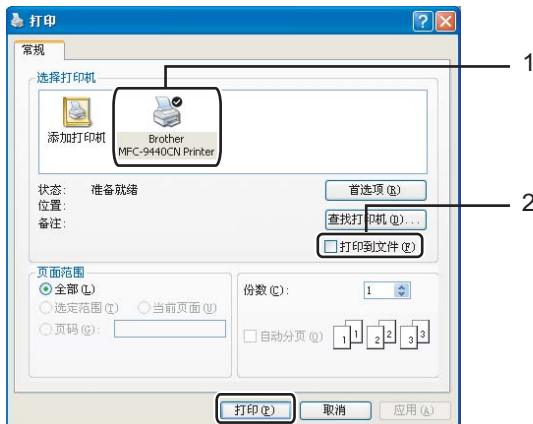 打印
常规
选择打印机
添加打印机
Brother
MFC-9440CN Printer
1
状态: 准备就绪
位置:
备注:
首选项(R)
查找打印机(D)...
打印到文件(F)
2
页面范围
全部(L)
选定范围(T) 当前页面(U)
页码(G):
份数(C): 1
自动分页(O)
1 1 2 2 3 3
打印(P) 取消 应用(A)